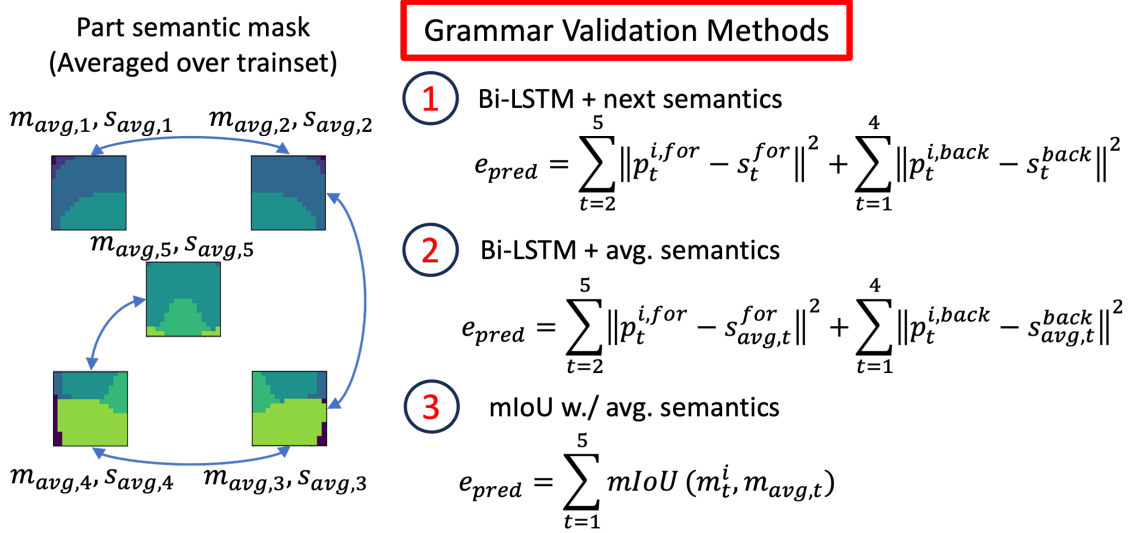 Part semantic mask
(Averaged over trainset)
m_{avg,1}, s_{avg,1}
m_{avg,2}, s_{avg,2}
m_{avg,5}, s_{avg,5}
m_{avg,4}, s_{avg,4}
m_{avg,3}, s_{avg,3}
Grammar Validation Methods
1 Bi-LSTM + next semantics
e_{pred} = \sum_{t=2}^{5} \|p_t^{i,for} - s_t^{for}\|^2 + \sum_{t=1}^{4} \|p_t^{i,back} - s_t^{back}\|^2
2 Bi-LSTM + avg. semantics
e_{pred} = \sum_{t=2}^{5} \|p_t^{i,for} - s_{avg,t}^{for}\|^2 + \sum_{t=1}^{4} \|p_t^{i,back} - s_{avg,t}^{back}\|^2
3 mIoU w./ avg. semantics
e_{pred} = \sum_{t=1}^{5} mIoU (m_t^i, m_{avg,t})